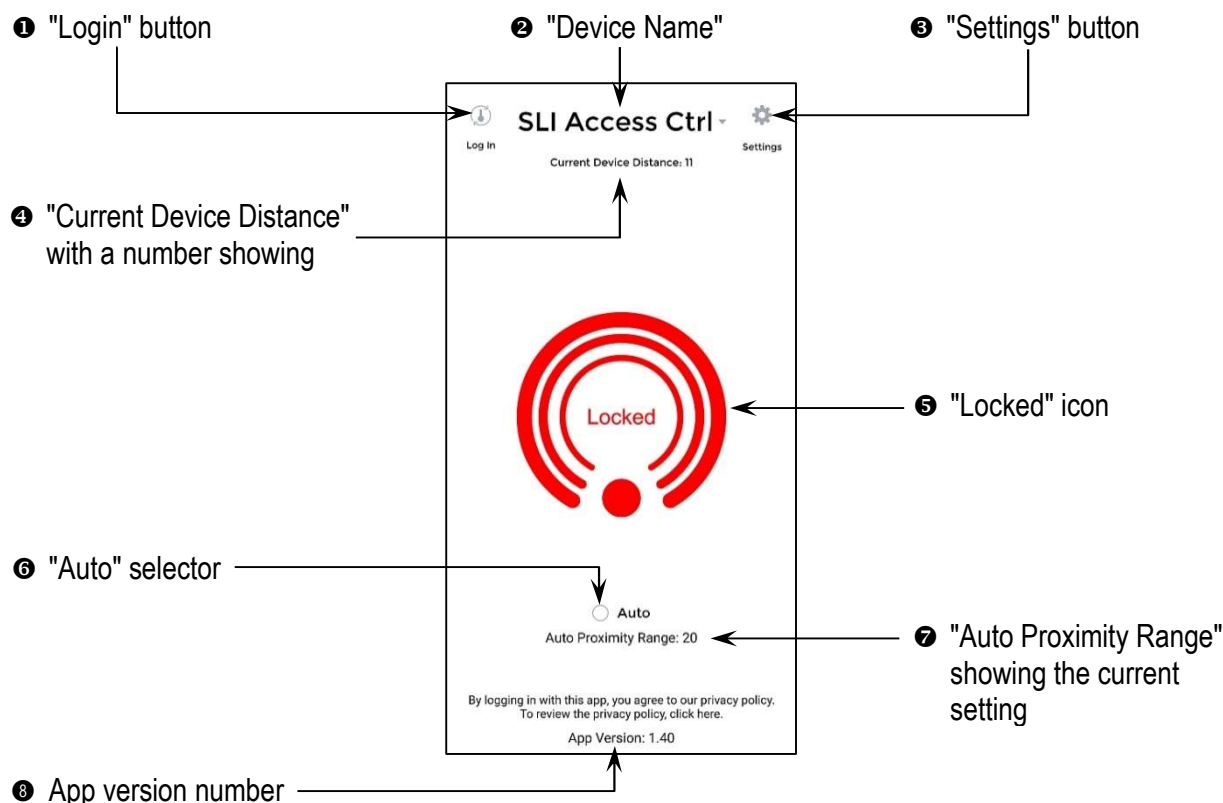 ❶ "Login" button
❷ "Device Name"
❸ "Settings" button
SLI Access Ctrl
Log In
Settings
Current Device Distance: 11
❹ "Current Device Distance"
with a number showing
Locked
❺ "Locked" icon
❻ "Auto" selector
Auto
Auto Proximity Range: 20
❼ "Auto Proximity Range"
showing the current
setting
By logging in with this app, you agree to our privacy policy.
To review the privacy policy, click here.
App Version: 1.40
❽ App version number